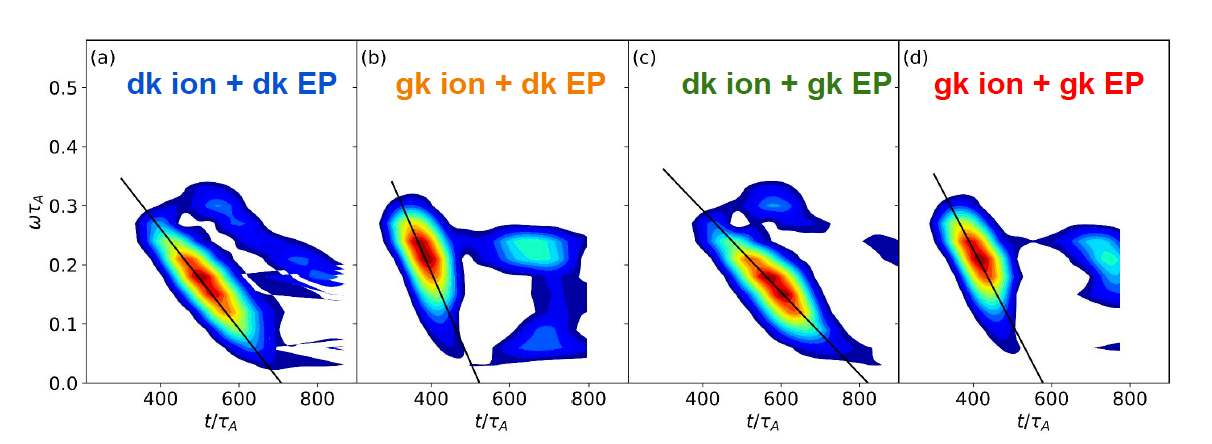 (a) (b) (c) (d)
dk ion + dk EP gk ion + dk EP dk ion + gk EP gk ion + gk EP
0.5
0.4
0.3
0.2
0.1
0.0
ωτ_A
400 600 800 400 600 800 400 600 800 400 600 800
t/τ_A t/τ_A t/τ_A t/τ_A